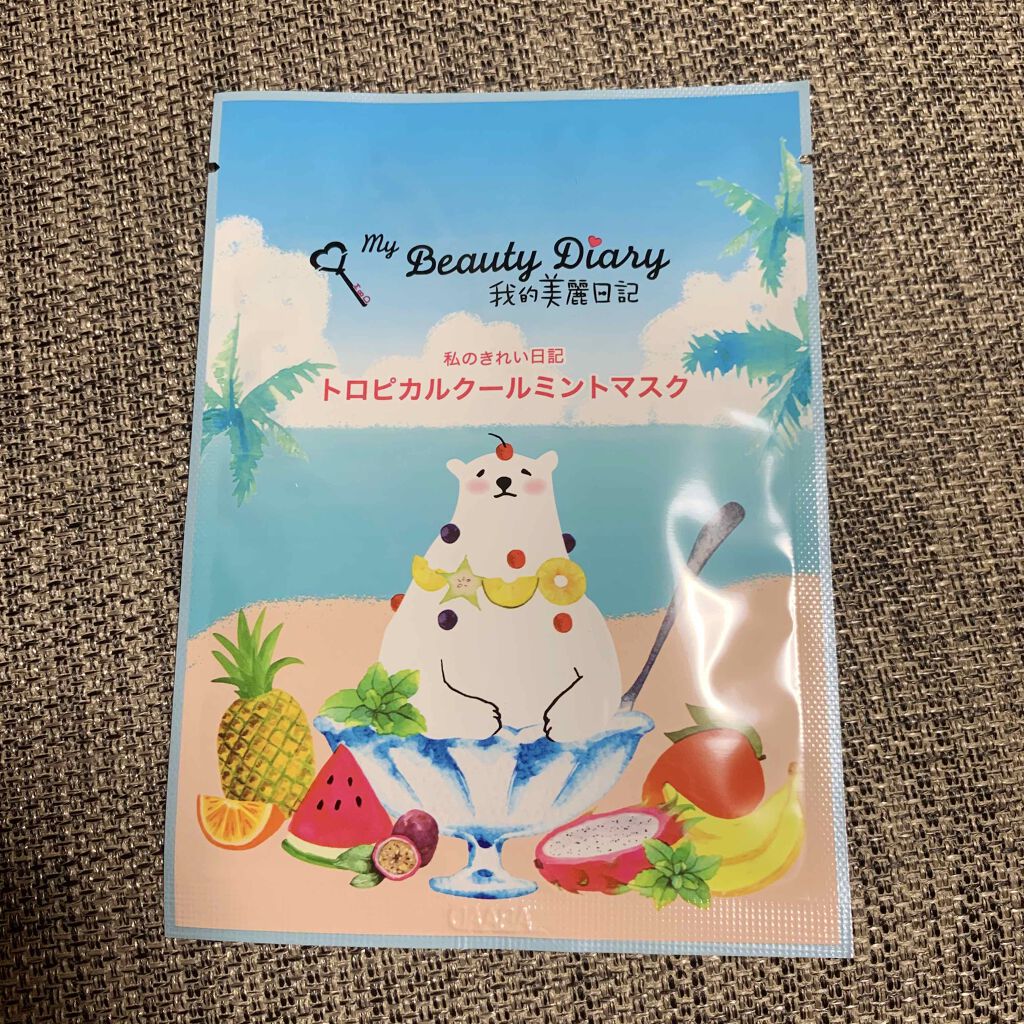 My Beauty Diary
我的美麗日記
私のきれい日記
トロピカルクールミントマスク